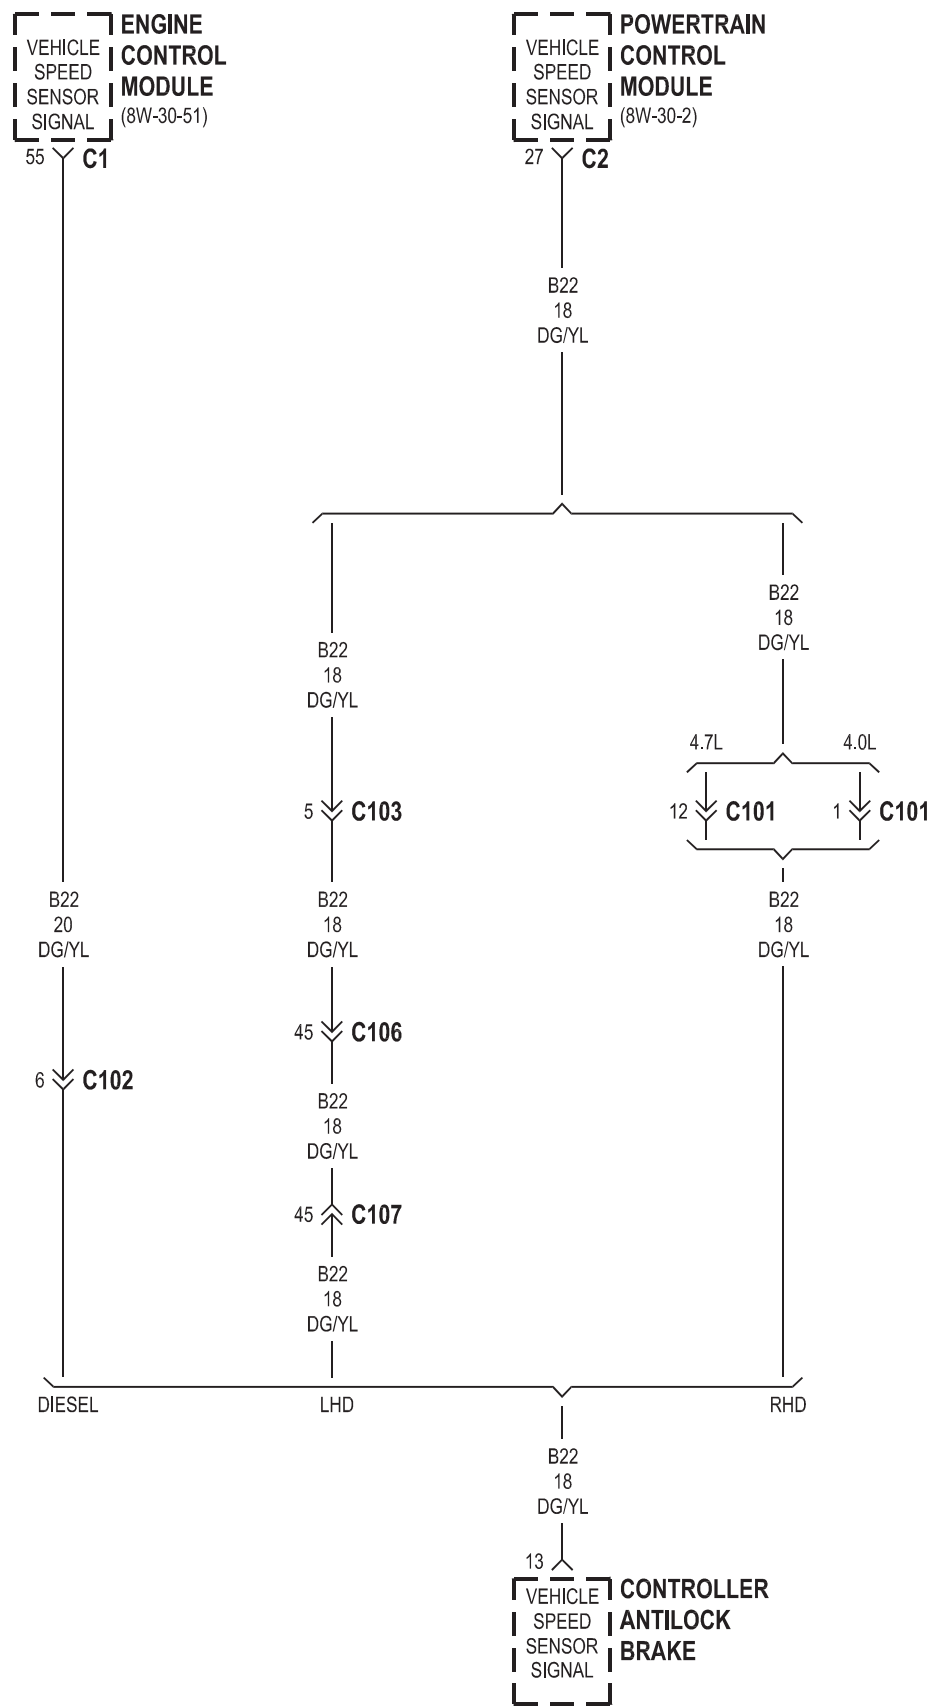 ENGINE
CONTROL
MODULE
(8W-30-51)
VEHICLE
SPEED
SENSOR
SIGNAL
55
C1
POWERTRAIN
CONTROL
MODULE
(8W-30-2)
VEHICLE
SPEED
SENSOR
SIGNAL
27
C2
B22
18
DG/YL
B22
18
DG/YL
B22
18
DG/YL
4.7L
4.0L
5
C103
12
C101
1
C101
B22
20
DG/YL
B22
18
DG/YL
B22
18
DG/YL
45
C106
6
C102
B22
18
DG/YL
45
C107
B22
18
DG/YL
DIESEL
LHD
RHD
B22
18
DG/YL
13
VEHICLE
SPEED
SENSOR
SIGNAL
CONTROLLER
ANTILOCK
BRAKE